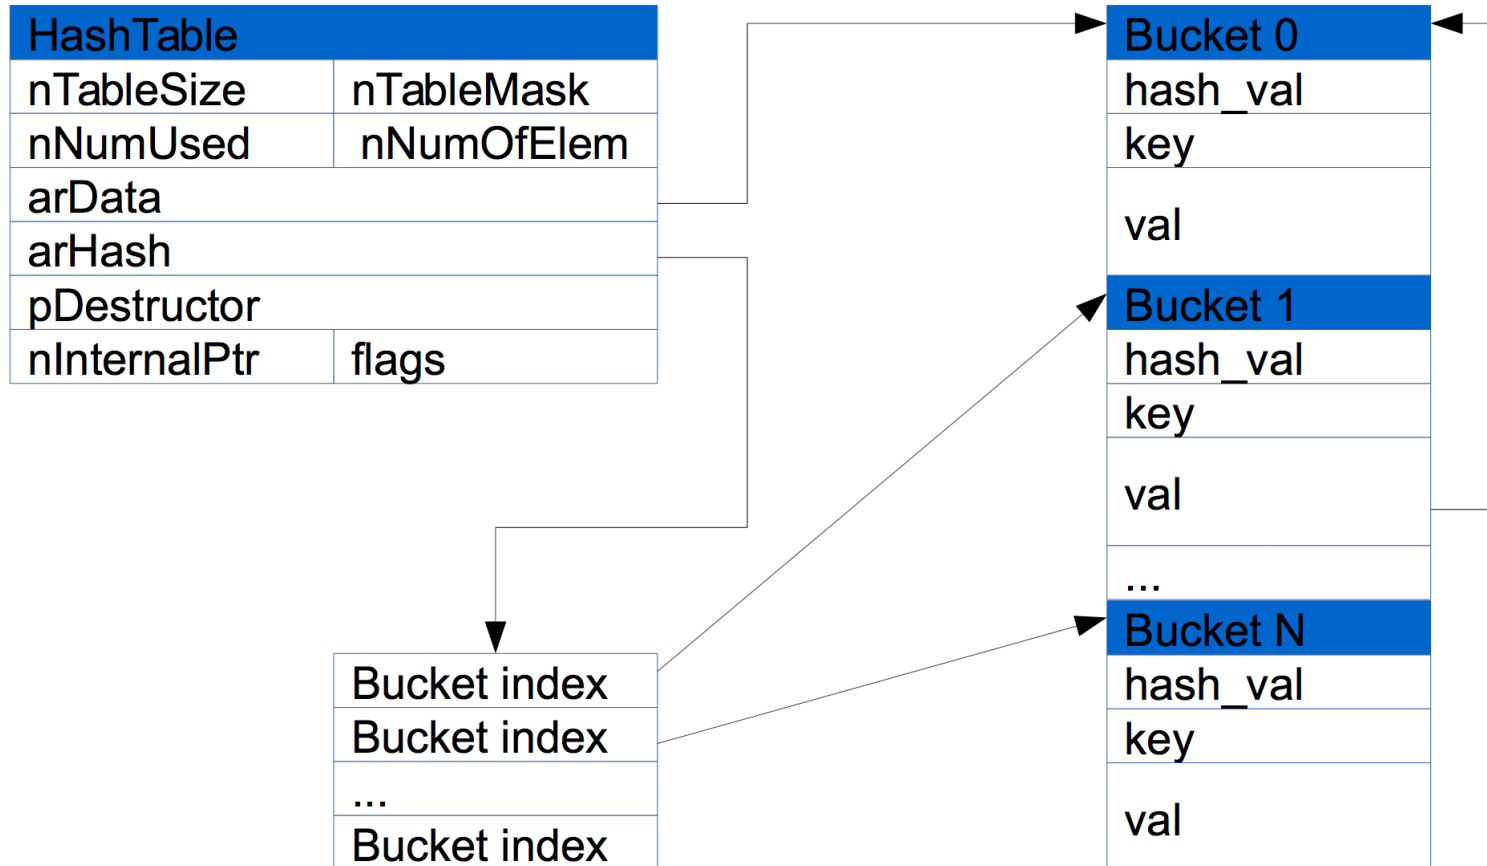 HashTable
nTableSize nTableMask
nNumUsed nNumOfElem
arData
arHash
pDestructor
nInternalPtr flags
Bucket index
Bucket index
...
Bucket index
Bucket 0
hash_val
key
val
Bucket 1
hash_val
key
val
...
Bucket N
hash_val
key
val